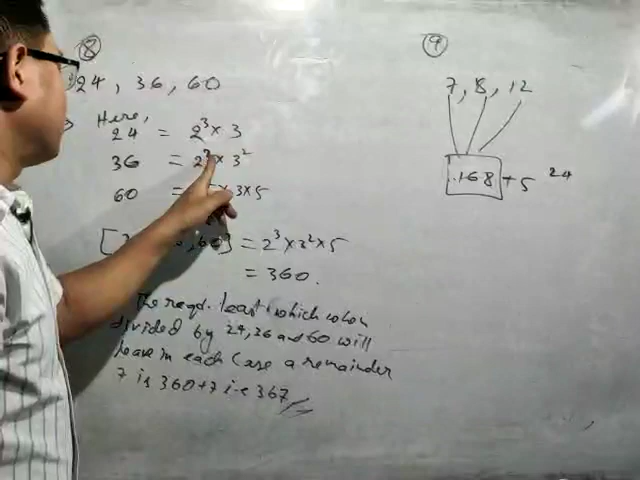 ⑧
24, 36, 60
Here,
24 = 2³ × 3
36 = 2² × 3²
60 = × 3×5
[ ,60] = 2³ × 3² × 5
= 360.
The reqd. least which when
divided by 24, 36 and 60 will
leave in each case a remainder
7 is 360+7 i.e 367
⑨
7, 8, 12
168 + 5 24